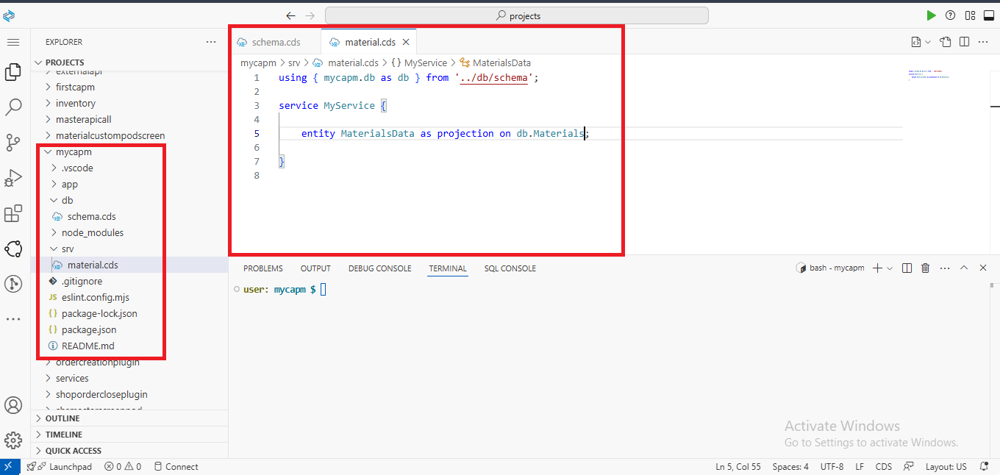 projects
EXPLORER
PROJECTS
externalapi
firstcapm
inventory
masterapicall
materialcustompodscreen
mycapm
.vscode
app
db
schema.cds
node_modules
srv
material.cds
.gitignore
JS eslint.config.mjs
{ } package-lock.json
{ } package.json
README.md
ordercreationplugin
services
shopordercloseplugin
OUTLINE
TIMELINE
QUICK ACCESS
schema.cds
material.cds
mycapm > srv > material.cds > { } MyService > MaterialsData
1 using { mycapm.db as db } from '../db/schema';
2
3 service MyService {
4
5 entity MaterialsData as projection on db.Materials;
6
7 }
8
PROBLEMS OUTPUT DEBUG CONSOLE TERMINAL SQL CONSOLE
bash - mycapm
user: mycapm $
Activate Windows
Go to Settings to activate Windows.
Launchpad 0 0 Connect
Ln 5, Col 55 Spaces: 4 UTF-8 LF CDS Layout: US